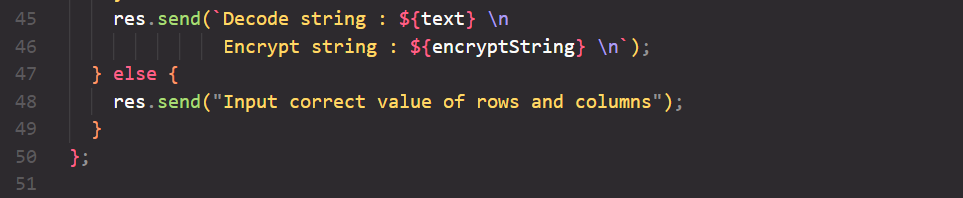 45 res.send(`Decode string : ${text} \n
46 Encrypt string : ${encryptString} \n`);
47 } else {
48 res.send("Input correct value of rows and columns");
49 }
50 };
51